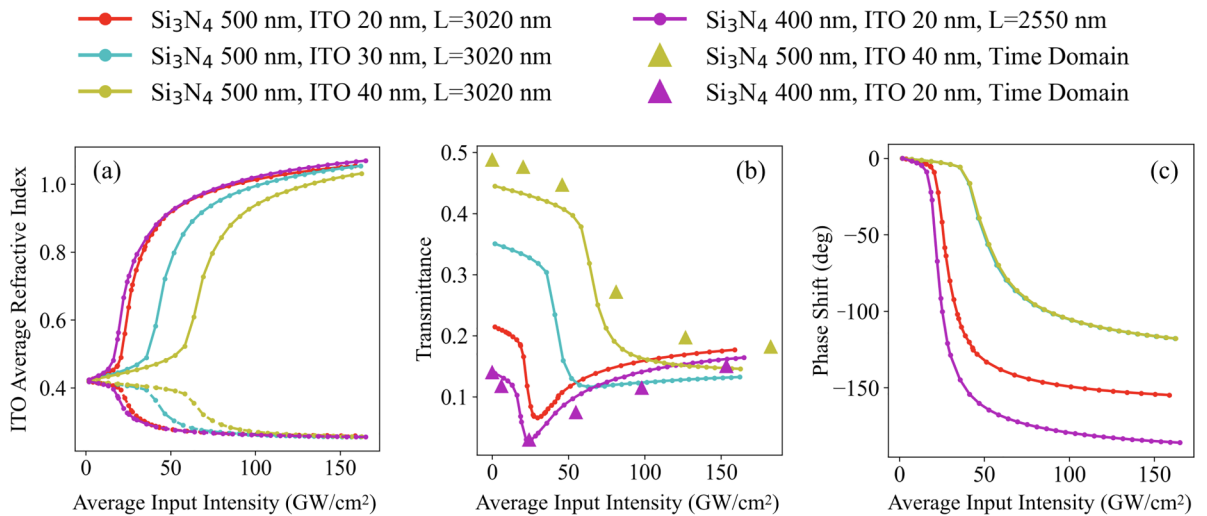 Si₃N₄ 500 nm, ITO 20 nm, L=3020 nm
Si₃N₄ 500 nm, ITO 30 nm, L=3020 nm
Si₃N₄ 500 nm, ITO 40 nm, L=3020 nm
Si₃N₄ 400 nm, ITO 20 nm, L=2550 nm
Si₃N₄ 500 nm, ITO 40 nm, Time Domain
Si₃N₄ 400 nm, ITO 20 nm, Time Domain
(a)
ITO Average Refractive Index
1.0
0.8
0.6
0.4
0 50 100 150
Average Input Intensity (GW/cm²)
(b)
Transmittance
0.5
0.4
0.3
0.2
0.1
0 50 100 150
Average Input Intensity (GW/cm²)
(c)
Phase Shift (deg)
0
−50
−100
−150
0 50 100 150
Average Input Intensity (GW/cm²)